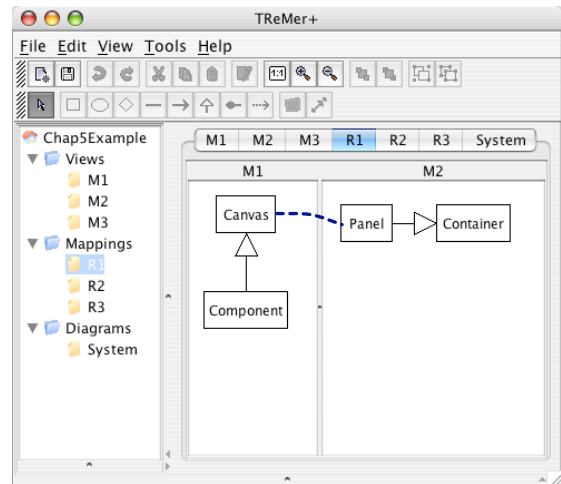 TReMer+
File Edit View Tools Help
1:1
Chap5Example
Views
M1
M2
M3
Mappings
R1
R2
R3
Diagrams
System
M1 M2 M3 R1 R2 R3 System
M1 M2
Canvas
Panel
Container
Component